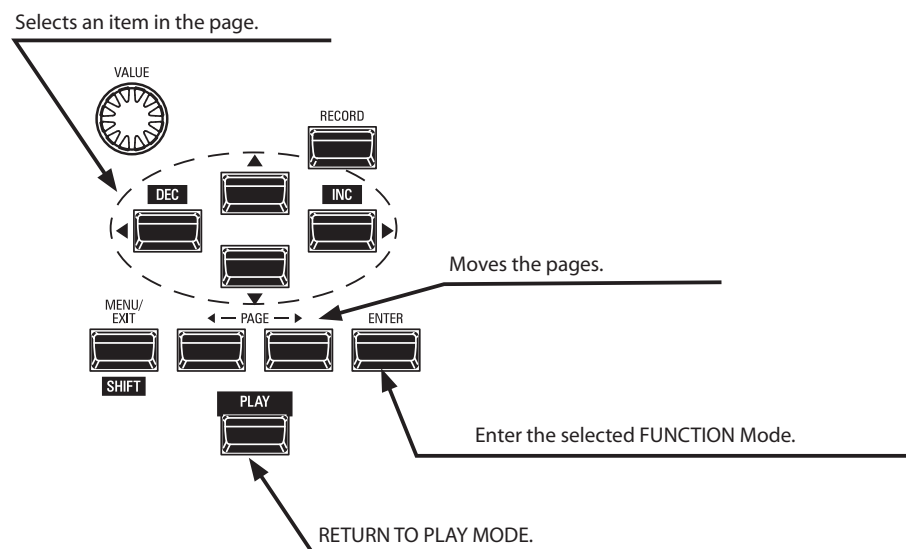 Selects an item in the page.
VALUE
RECORD
DEC
INC
Moves the pages.
MENU/
EXIT
PAGE
ENTER
SHIFT
PLAY
Enter the selected FUNCTION Mode.
RETURN TO PLAY MODE.